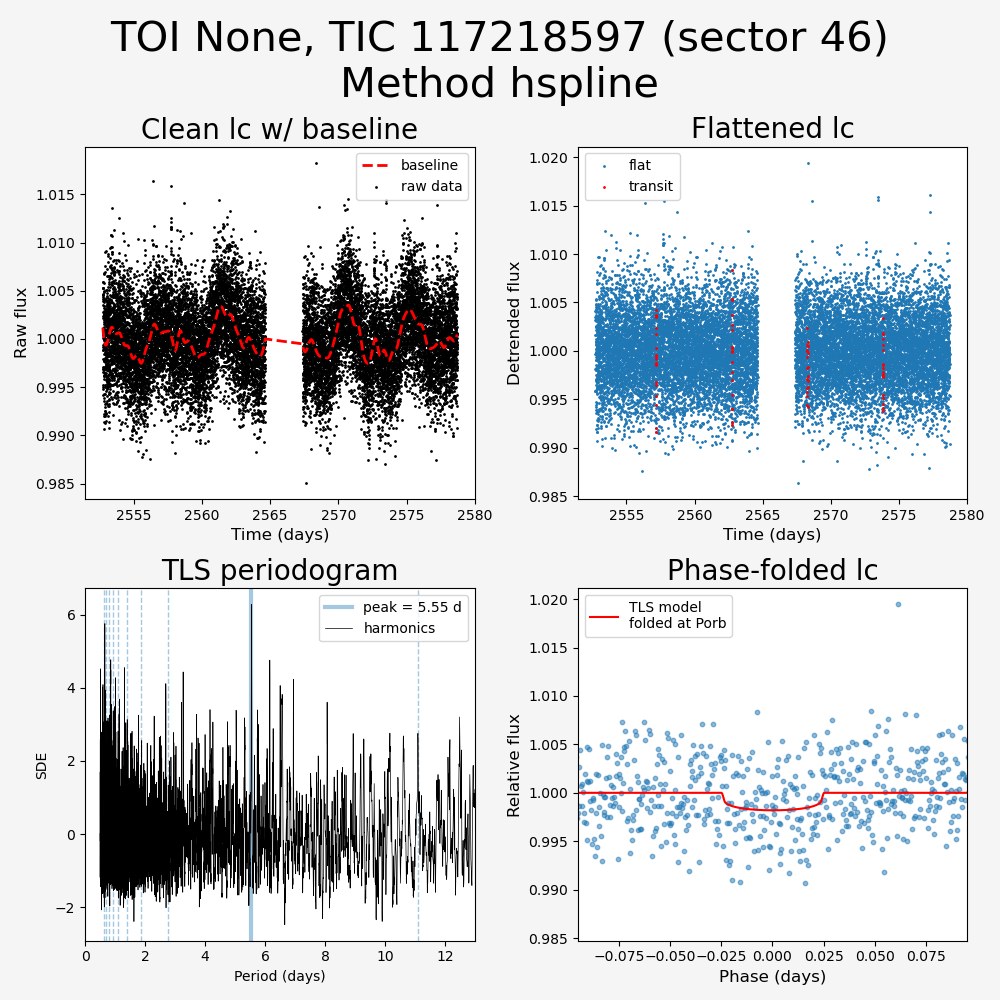 TOI None, TIC 117218597 (sector 46)
Method hspline
Clean lc w/ baseline
Flattened lc
baseline
raw data
flat
transit
Raw flux
1.015
1.010
1.005
1.000
0.995
0.990
0.985
2555 2560 2565 2570 2575 2580
Time (days)
Detrended flux
1.020
1.015
1.010
1.005
1.000
0.995
0.990
0.985
2555 2560 2565 2570 2575 2580
Time (days)
TLS periodogram
Phase-folded lc
peak = 5.55 d
harmonics
SDE
6
4
2
0
−2
0 2 4 6 8 10 12
Period (days)
TLS model
folded at Porb
Relative flux
1.020
1.015
1.010
1.005
1.000
0.995
0.990
0.985
−0.075 −0.050 −0.025 0.000 0.025 0.050 0.075
Phase (days)